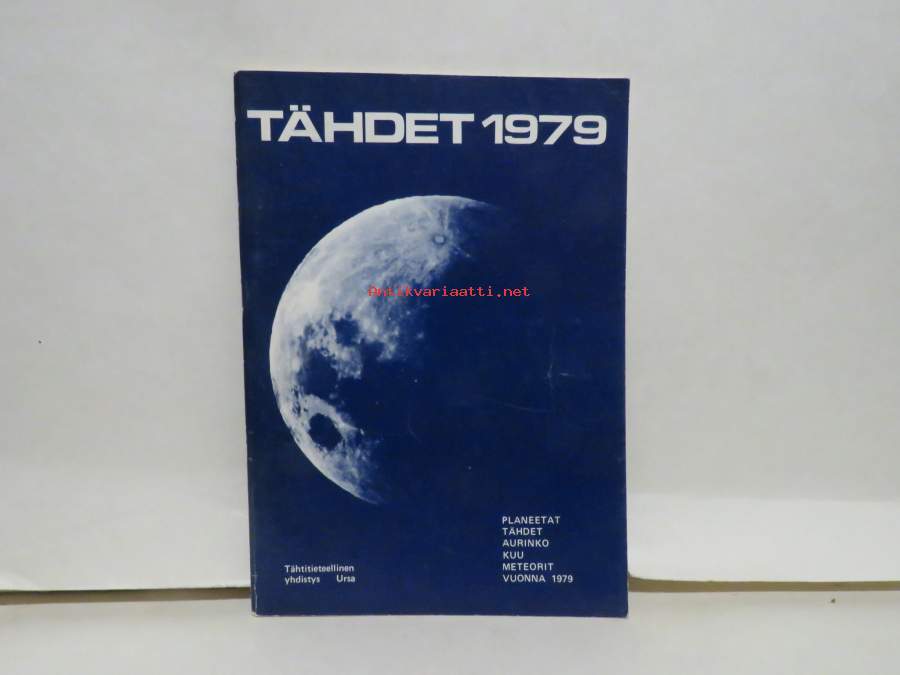 TÄHDET 1979
Antikvariaatti.net
PLANEETAT
TÄHDET
AURINKO
KUU
METEORIT
VUONNA 1979
Tähtitieteellinen
yhdistys Ursa